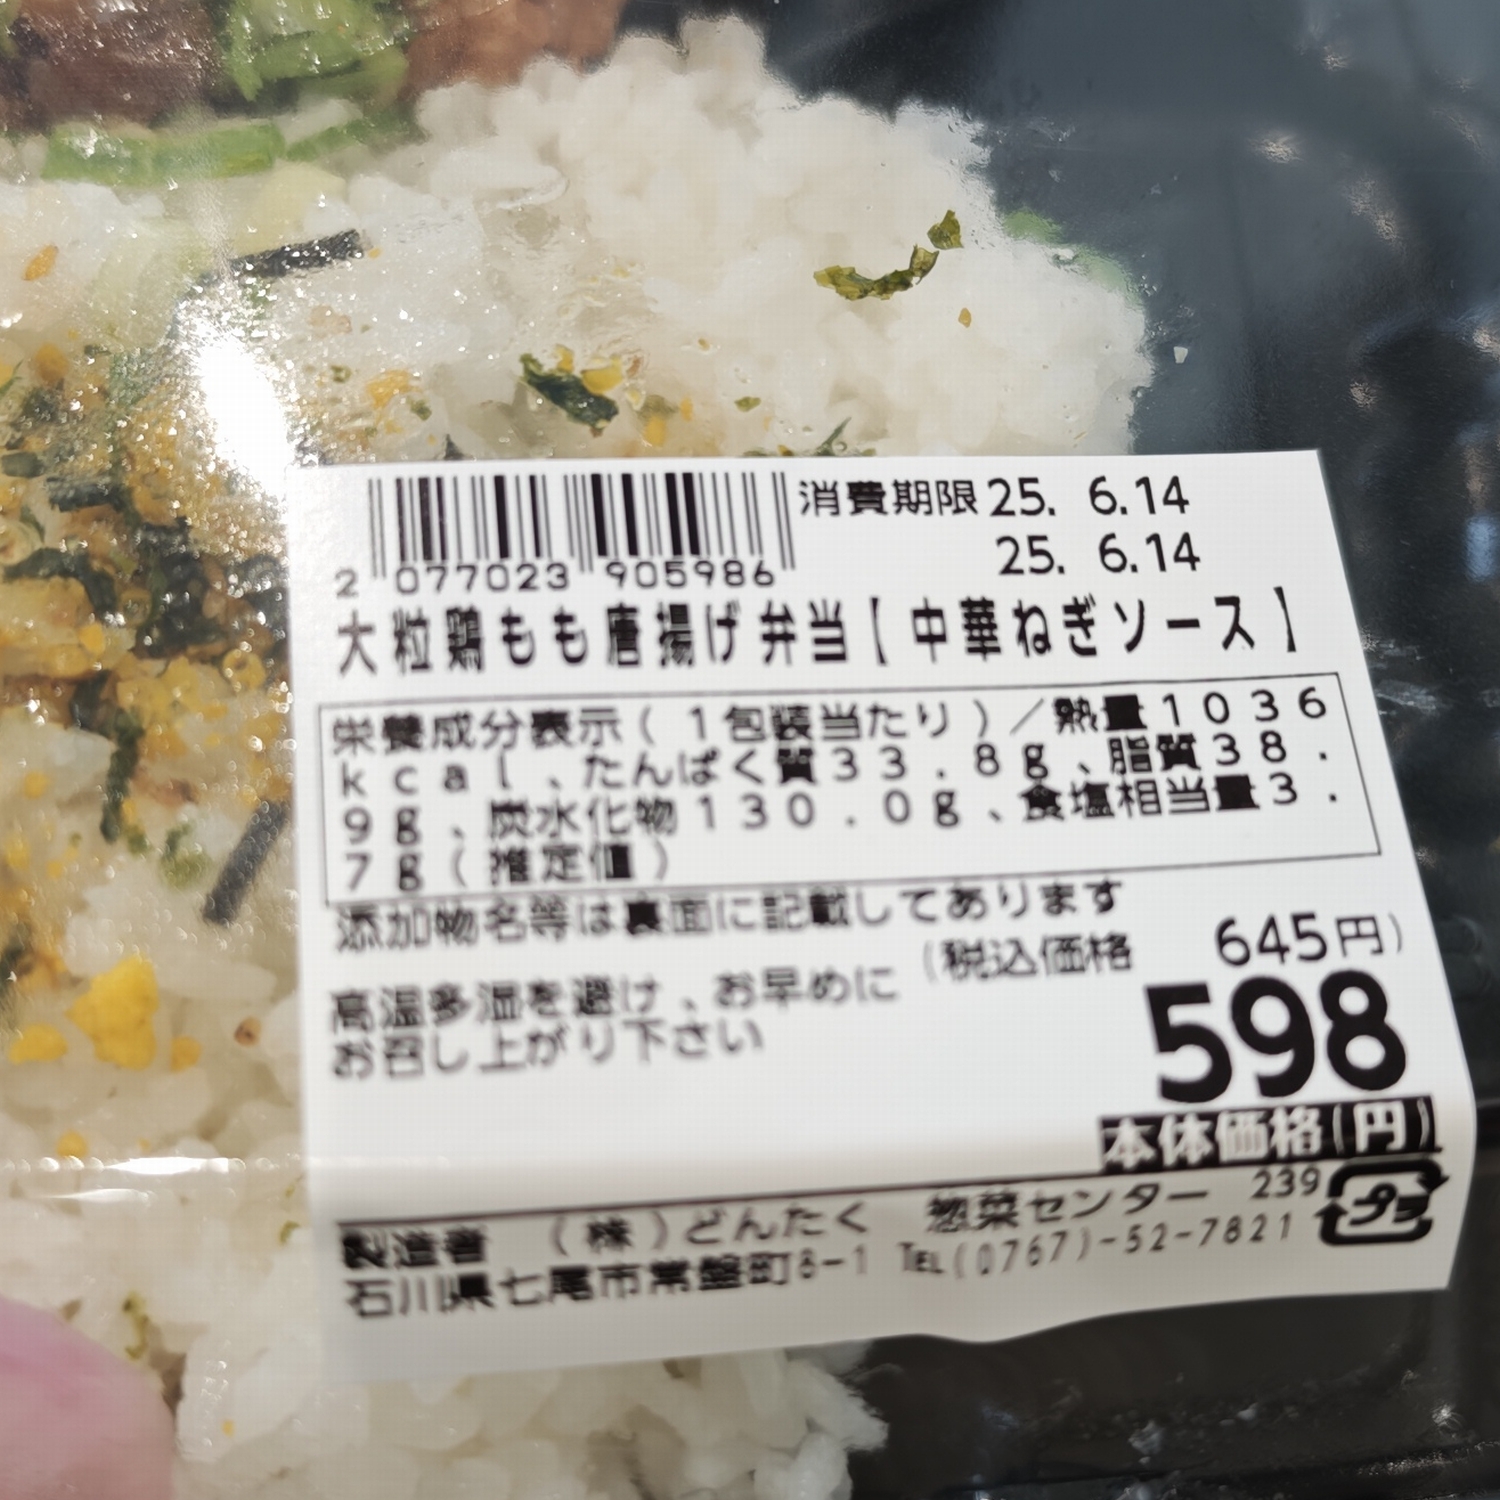 消費期限25. 6.14
25. 6.14
2 077023 905986
大粒鶏もも唐揚げ弁当【中華ねぎソース】
栄養成分表示(1包装当たり)/熱量1036
kcal、たんぱく質33.8g、脂質38.
9g、炭水化物130.0g、食塩相当量3.
7g(推定値)
添加物名等は裏面に記載してあります
(税込価格 645円)
高温多湿を避け、お早めに
お召し上がり下さい
598
本体価格(円)
239
製造者 (株)どんたく 惣菜センター
石川県七尾市常盤町8-1 TEL(0767)-52-7821
プラ